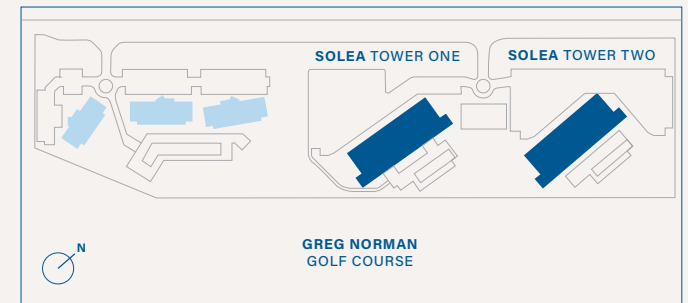 SOLEA TOWER ONE
SOLEA TOWER TWO
N
GREG NORMAN
GOLF COURSE